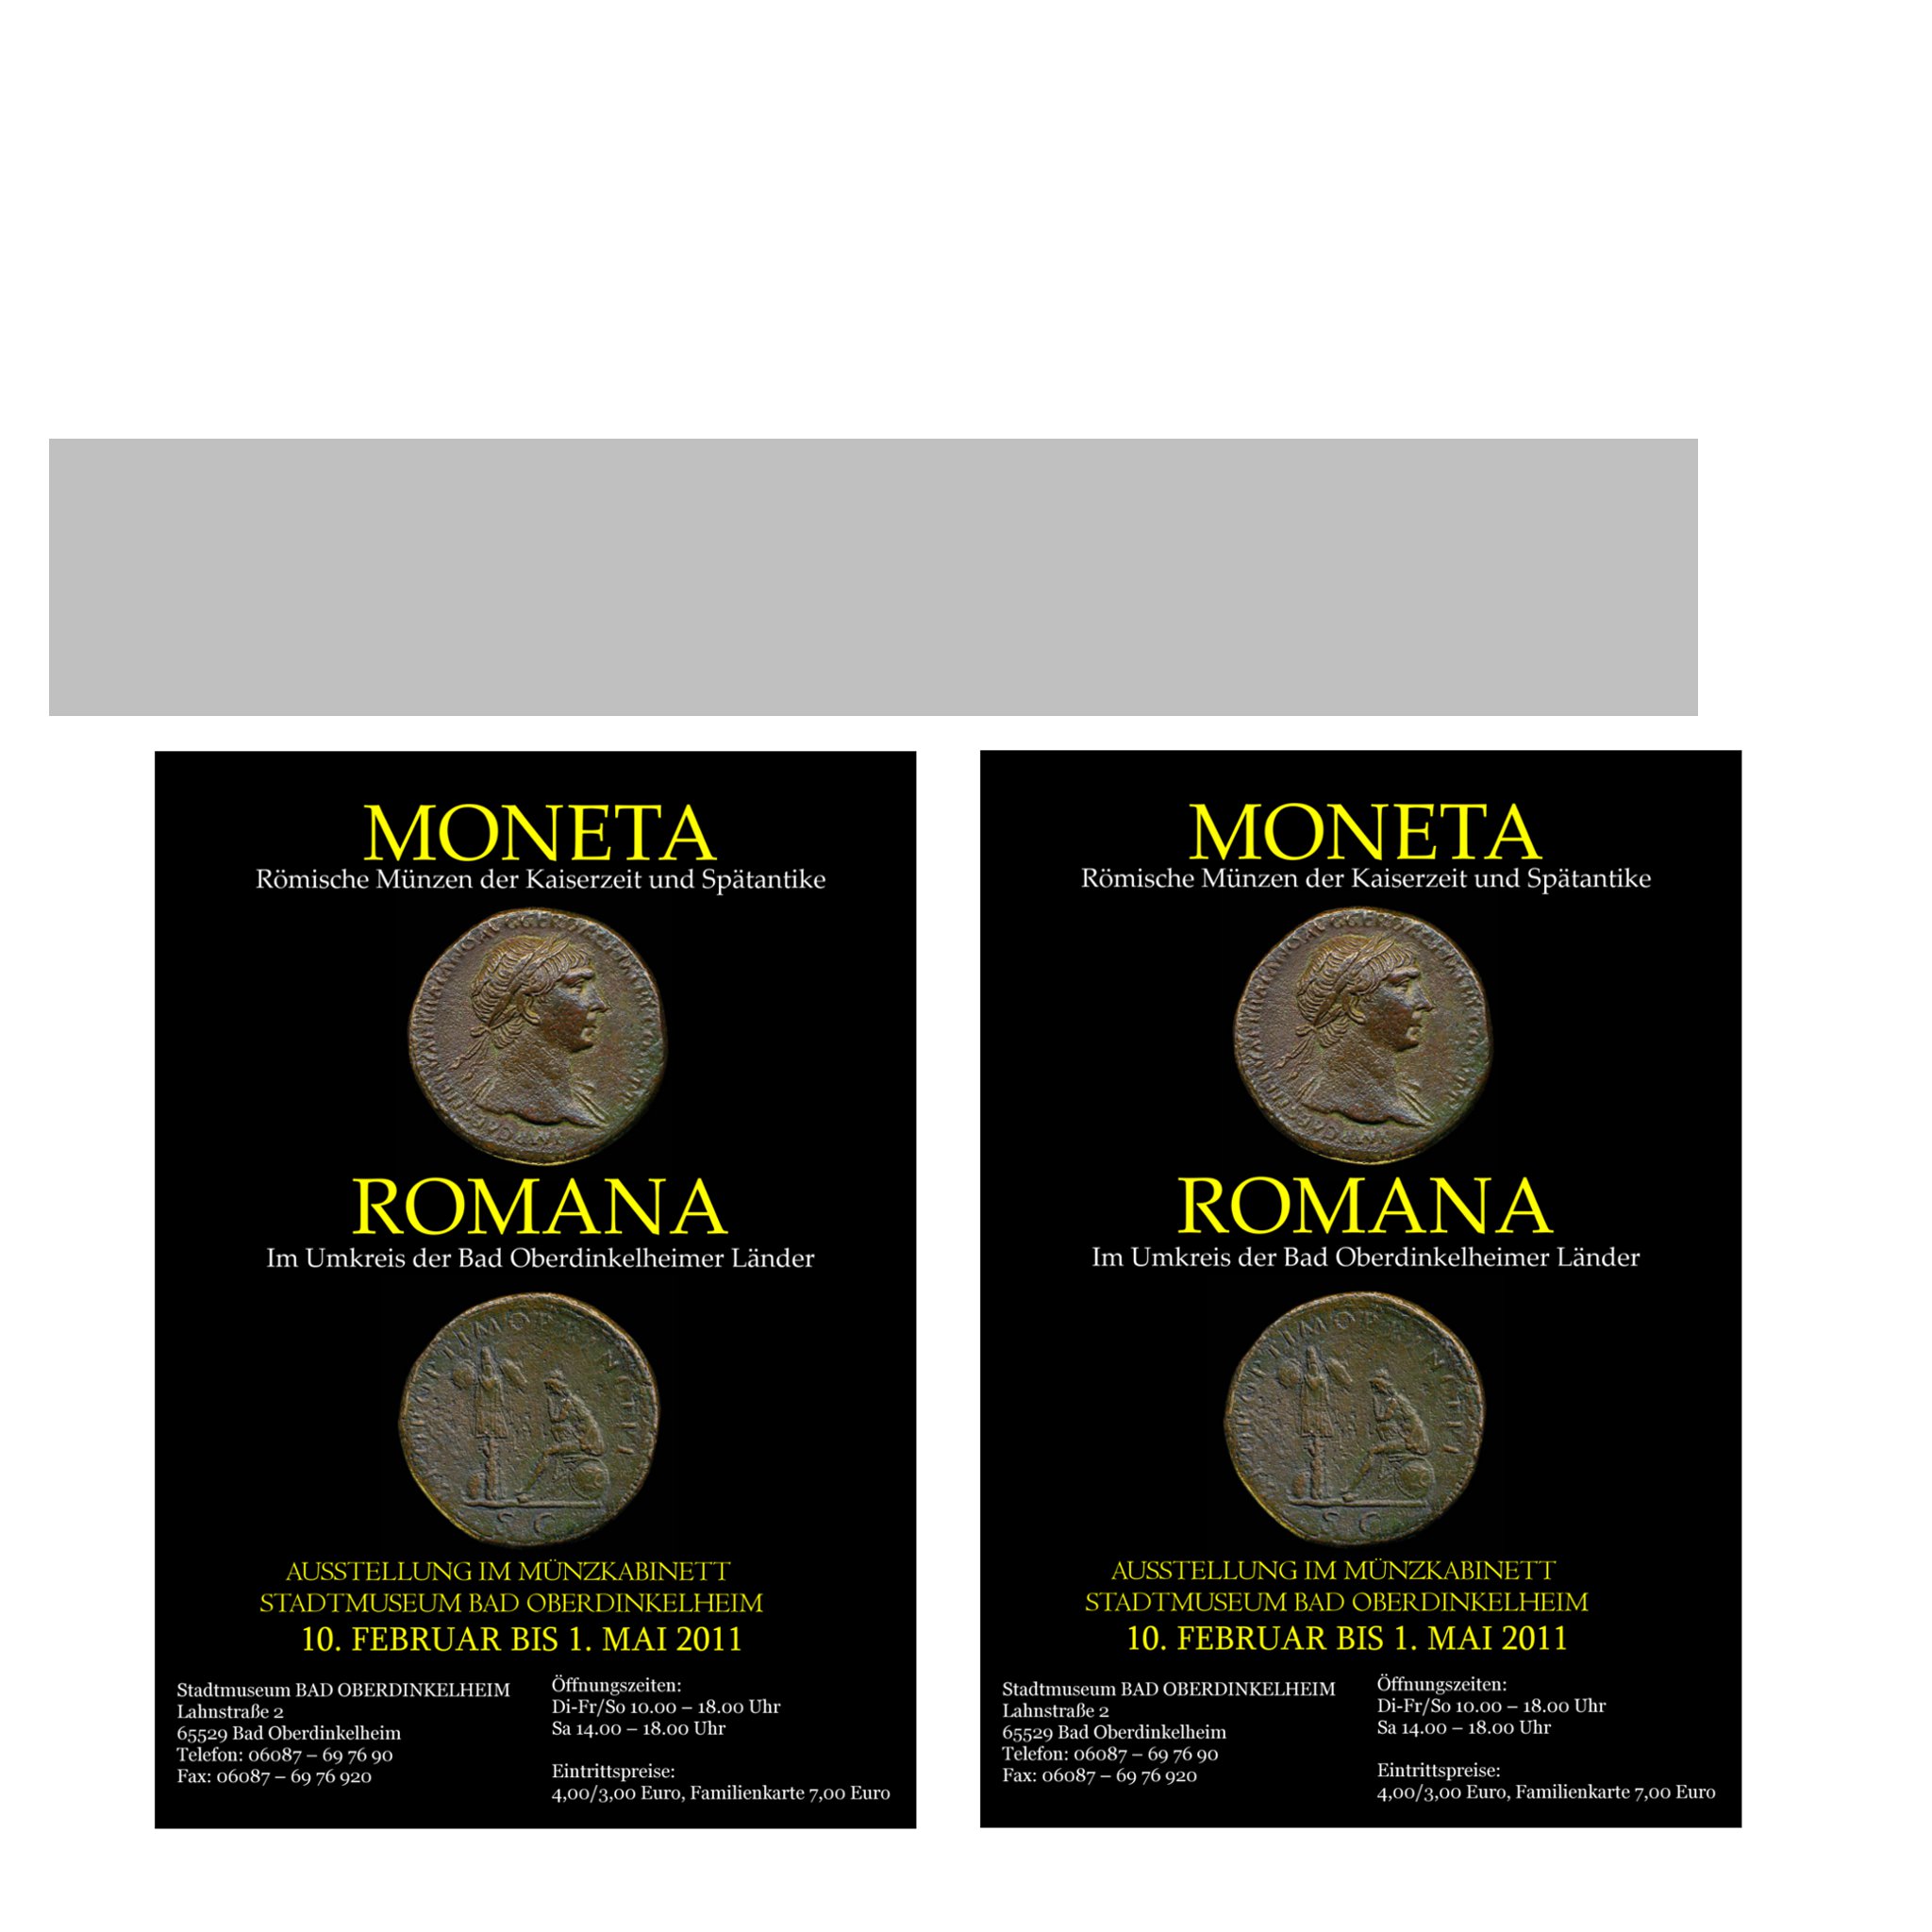 MONETA
Römische Münzen der Kaiserzeit und Spätantike
ROMANA
Im Umkreis der Bad Oberdinkelheimer Länder
S C
AUSSTELLUNG IM MÜNZKABINETT
STADTMUSEUM BAD OBERDINKELHEIM
10. FEBRUAR BIS 1. MAI 2011
Stadtmuseum BAD OBERDINKELHEIM
Lahnstraße 2
65529 Bad Oberdinkelheim
Telefon: 06087 – 69 76 90
Fax: 06087 – 69 76 920
Öffnungszeiten:
Di-Fr/So 10.00 – 18.00 Uhr
Sa 14.00 – 18.00 Uhr
Eintrittspreise:
4,00/3,00 Euro, Familienkarte 7,00 Euro
MONETA
Römische Münzen der Kaiserzeit und Spätantike
ROMANA
Im Umkreis der Bad Oberdinkelheimer Länder
S C
AUSSTELLUNG IM MÜNZKABINETT
STADTMUSEUM BAD OBERDINKELHEIM
10. FEBRUAR BIS 1. MAI 2011
Stadtmuseum BAD OBERDINKELHEIM
Lahnstraße 2
65529 Bad Oberdinkelheim
Telefon: 06087 – 69 76 90
Fax: 06087 – 69 76 920
Öffnungszeiten:
Di-Fr/So 10.00 – 18.00 Uhr
Sa 14.00 – 18.00 Uhr
Eintrittspreise:
4,00/3,00 Euro, Familienkarte 7,00 Euro